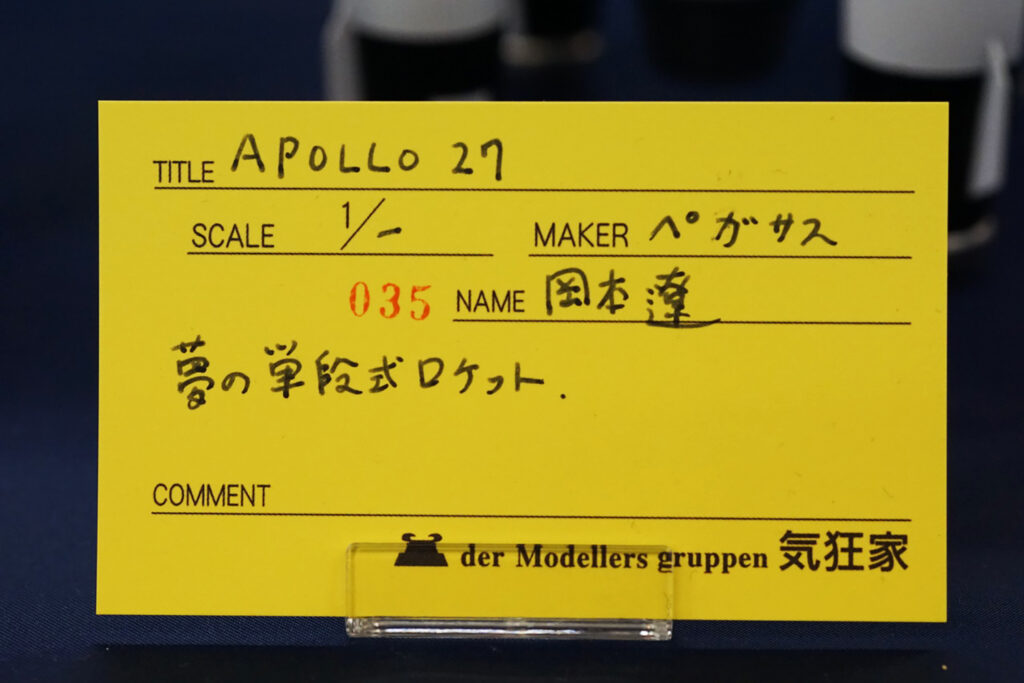 TITLE APOLLO 27
SCALE 1/- MAKER ペガサス
035 NAME 岡本遼
夢の単段式ロケット.
COMMENT
der Modellers gruppen 気狂家